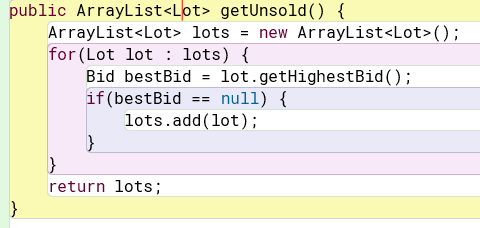 public ArrayList<Lot> getUnsold() {
ArrayList<Lot> lots = new ArrayList<Lot>();
for(Lot lot : lots) {
Bid bestBid = lot.getHighestBid();
if(bestBid == null) {
lots.add(lot);
}
}
return lots;
}